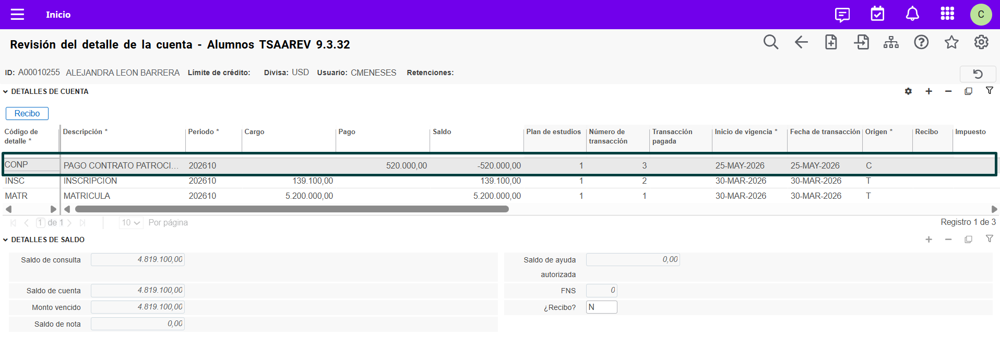 Inicio
C
Revisión del detalle de la cuenta - Alumnos TSAAREV 9.3.32
ID: A00010255 ALEJANDRA LEON BARRERA Límite de crédito: Divisa: USD Usuario: CMENESES Retenciones:
DETALLES DE CUENTA
Recibo
Código de detalle * Descripción * Periodo * Cargo Pago Saldo Plan de estudios Número de transacción Transacción pagada Inicio de vigencia * Fecha de transacción Origen * Recibo Impuesto
CONP PAGO CONTRATO PATROCI... 202610 520.000,00 -520.000,00 1 3 25-MAY-2026 25-MAY-2026 C
INSC INSCRIPCION 202610 139.100,00 139.100,00 1 2 30-MAR-2026 30-MAR-2026 T
MATR MATRICULA 202610 5.200.000,00 5.200.000,00 1 1 30-MAR-2026 30-MAR-2026 T
1 de 1 10 Por página Registro 1 de 3
DETALLES DE SALDO
Saldo de consulta 4.819.100,00 Saldo de ayuda autorizada 0,00
Saldo de cuenta 4.819.100,00 FNS 0
Monto vencido 4.819.100,00 ¿Recibo? N
Saldo de nota 0,00